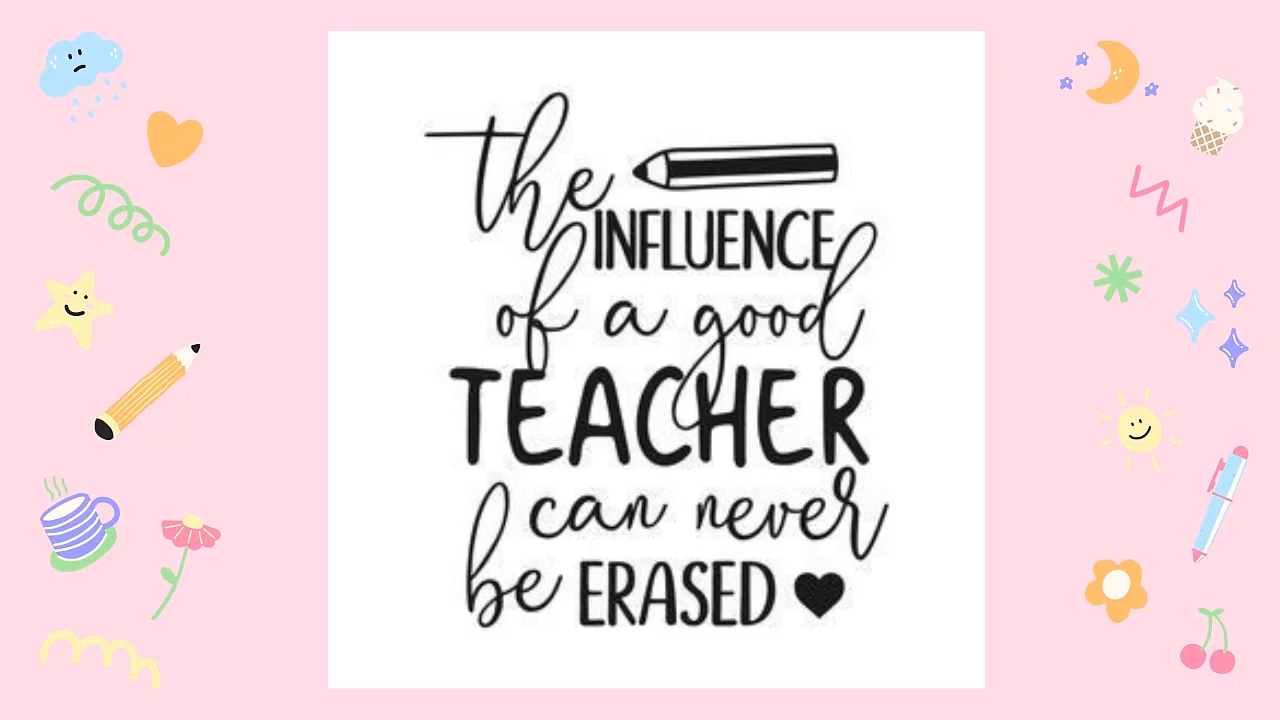 the
INFLUENCE
of a good
TEACHER
can never
be ERASED